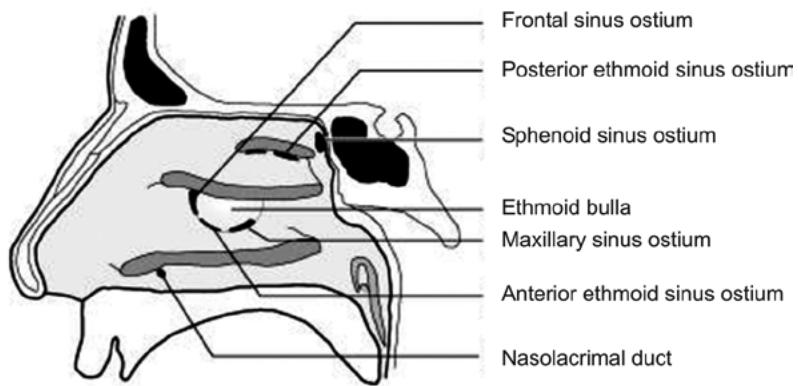 Frontal sinus ostium
Posterior ethmoid sinus ostium
Sphenoid sinus ostium
Ethmoid bulla
Maxillary sinus ostium
Anterior ethmoid sinus ostium
Nasolacrimal duct